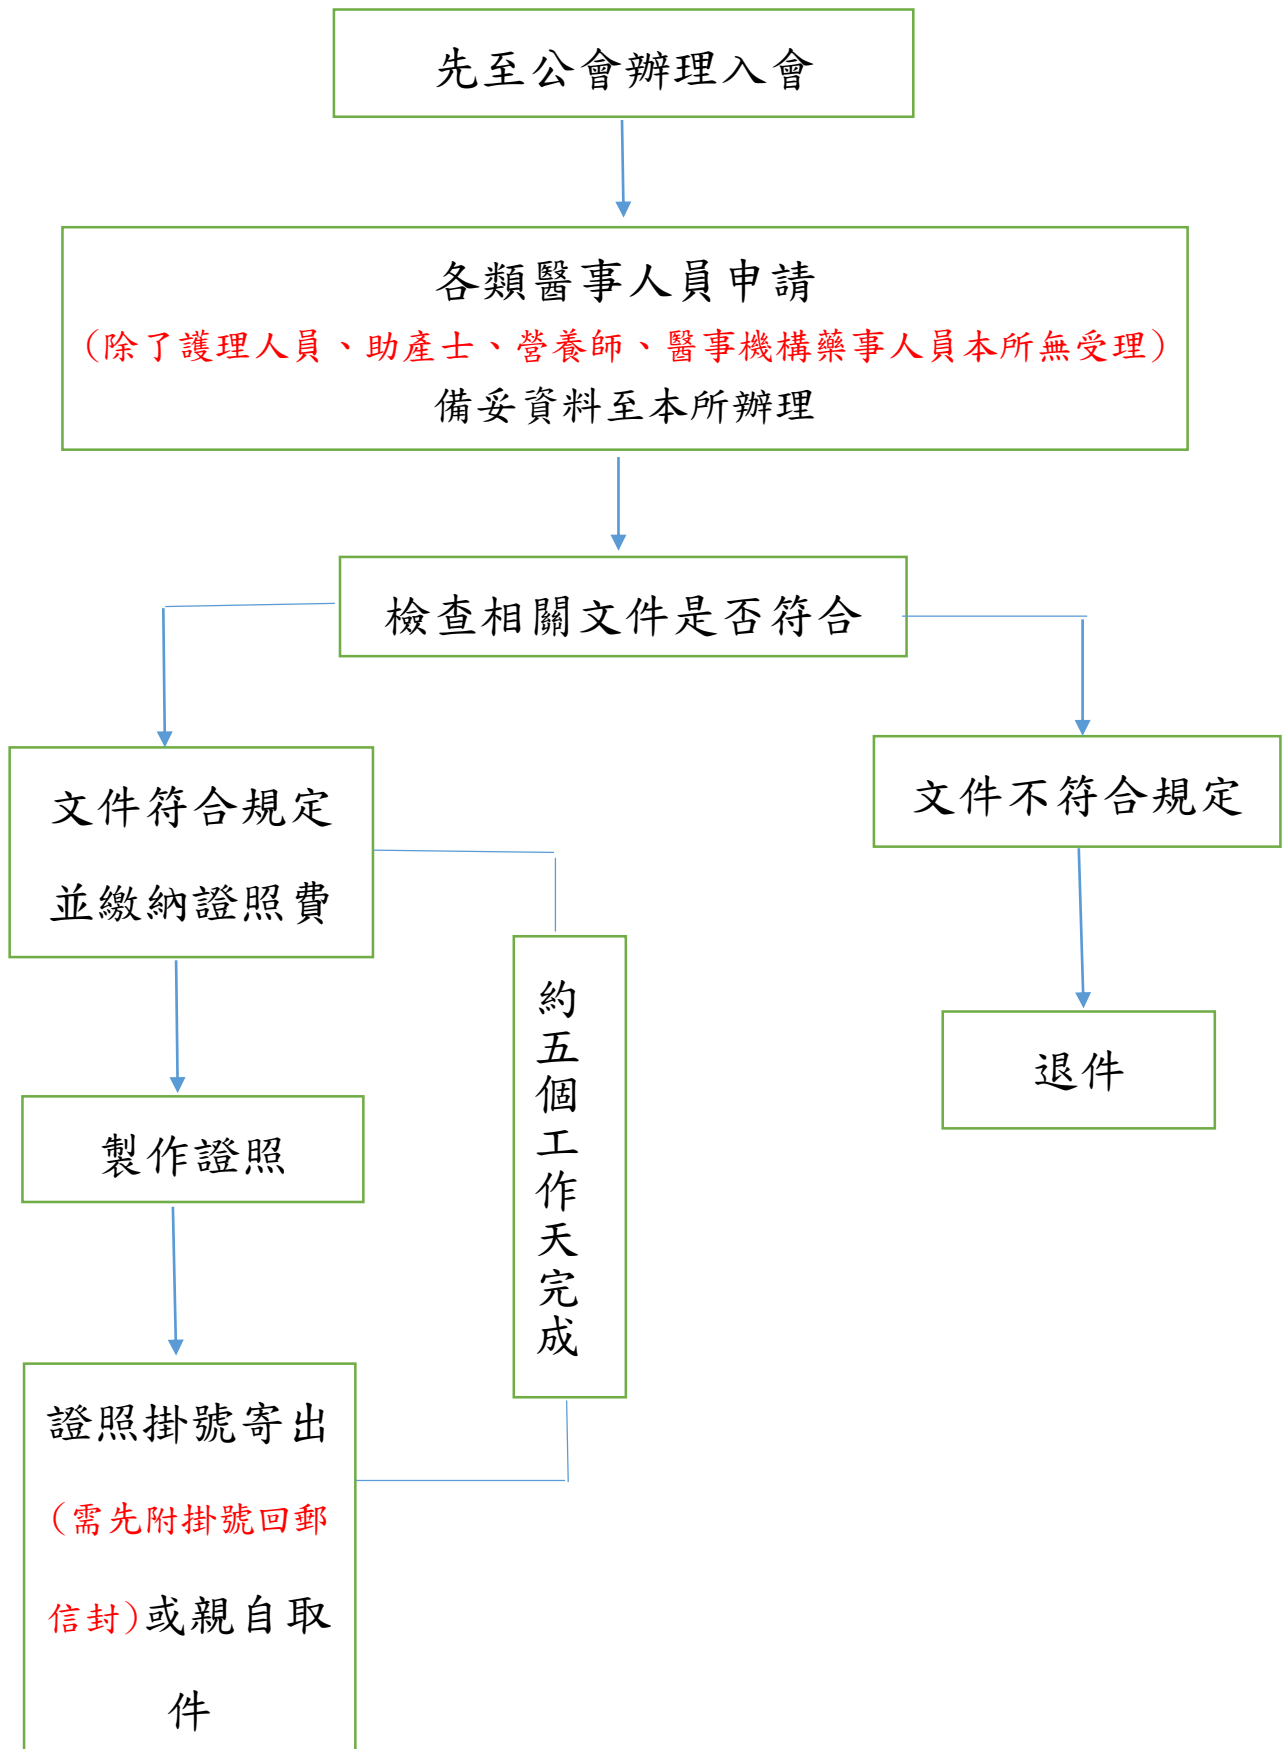 先至公會辦理入會
各類醫事人員申請
(除了護理人員、助產士、營養師、醫事機構藥事人員本所無受理)
備妥資料至本所辦理
檢查相關文件是否符合
文件符合規定
並繳納證照費
文件不符合規定
約五個工作天完成
退件
製作證照
證照掛號寄出
(需先附掛號回郵
信封)或親自取
件